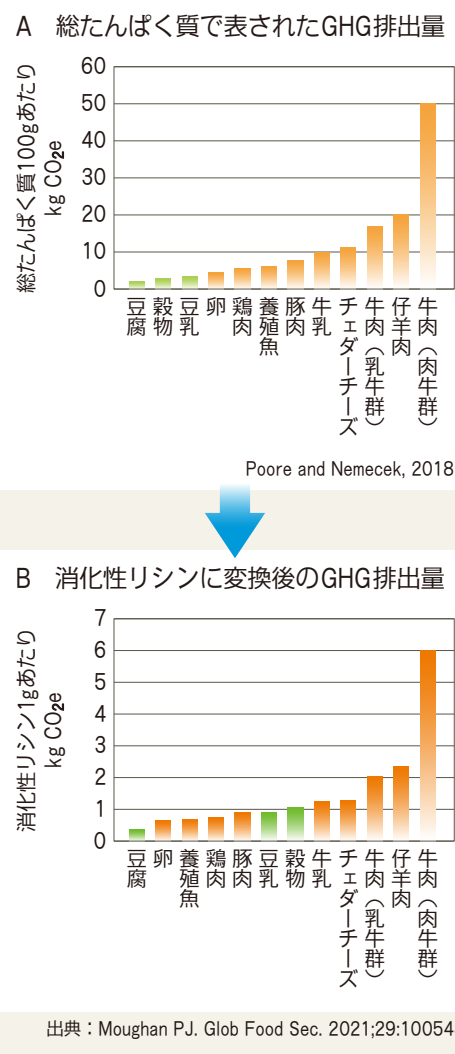 A 総たんぱく質で表されたGHG排出量
総たんぱく質100gあたり
kg CO₂e
60
50
40
30
20
10
0
豆腐
穀物
豆乳
卵
鶏肉
養殖魚
豚肉
牛乳
チェダーチーズ
牛肉（乳牛群）
仔羊肉
牛肉（肉牛群）
Poore and Nemecek, 2018
B 消化性リシンに変換後のGHG排出量
消化性リシン1gあたり
kg CO₂e
7
6
5
4
3
2
1
0
豆腐
卵
養殖魚
鶏肉
豚肉
豆乳
穀物
牛乳
チェダーチーズ
牛肉（乳牛群）
仔羊肉
牛肉（肉牛群）
出典：Moughan PJ. Glob Food Sec. 2021;29:10054